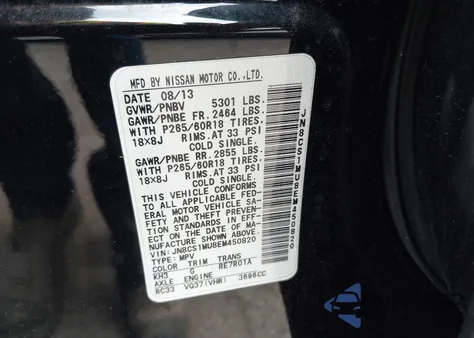 MFD BY NISSAN MOTOR CO.,LTD.
DATE 08/13
GVWR/PNBV 5301 LBS.
GAWR/PNBE FR. 2464 LBS.
WITH P265/60R18 TIRES,
18X8J RIMS.AT 33 PSI
COLD SINGLE.
GAWR/PNBE RR. 2855 LBS.
WITH P265/60R18 TIRES,
18X8J RIMS.AT 33 PSI
COLD SINGLE.
THIS VEHICLE CONFORMS
TO ALL APPLICABLE FED-
ERAL MOTOR VEHICLE SA-
FETY AND THEFT PREVEN-
TION STANDARDS IN
EFFECT ON THE DATE OF MA-
NUFACTURE SHOWN ABOVE.
JN8CS1MU8EM450820
TYPE: MPV
COLOR TRIM TRANS
KH3 G RE7R01A
AXLE ENGINE
RC33 VQ37(VHR) 3696CC
JN8CS1MU8EM450820